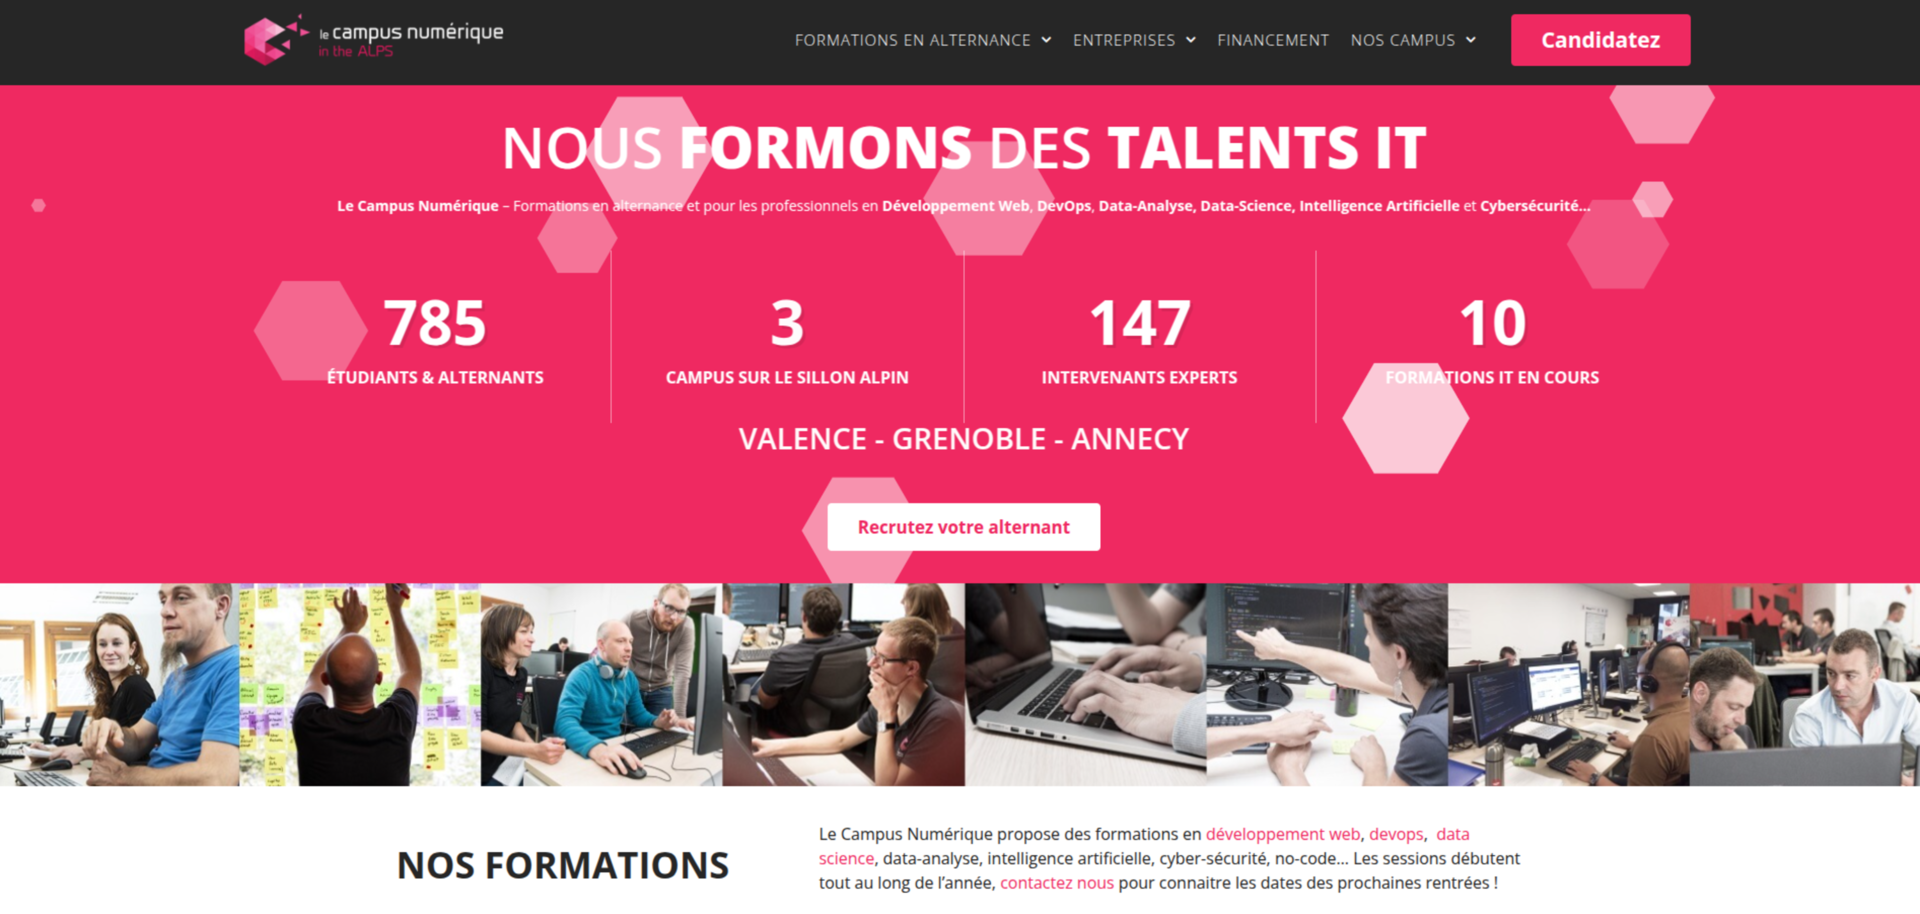 le campus numérique
in the ALPS
FORMATIONS EN ALTERNANCE
ENTREPRISES
FINANCEMENT
NOS CAMPUS
Candidatez
NOUS FORMONS DES TALENTS IT
Le Campus Numérique – Formations en alternance et pour les professionnels en Développement Web, DevOps, Data-Analyse, Data-Science, Intelligence Artificielle et Cybersécurité...
785
ÉTUDIANTS & ALTERNANTS
3
CAMPUS SUR LE SILLON ALPIN
147
INTERVENANTS EXPERTS
10
FORMATIONS IT EN COURS
VALENCE - GRENOBLE - ANNECY
Recrutez votre alternant
NOS FORMATIONS
Le Campus Numérique propose des formations en développement web, devops, data
science, data-analyse, intelligence artificielle, cyber-sécurité, no-code... Les sessions débutent
tout au long de l'année, contactez nous pour connaitre les dates des prochaines rentrées !